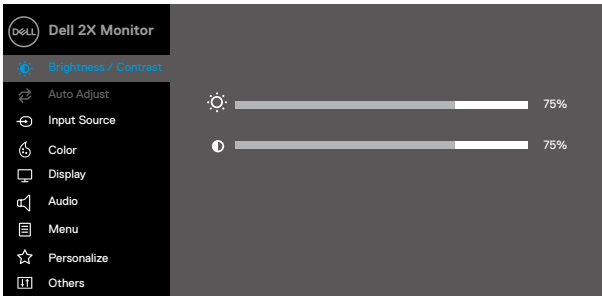 DELL Dell 2X Monitor
Brightness / Contrast
Auto Adjust
Input Source
Color
Display
Audio
Menu
Personalize
Others
75%
75%